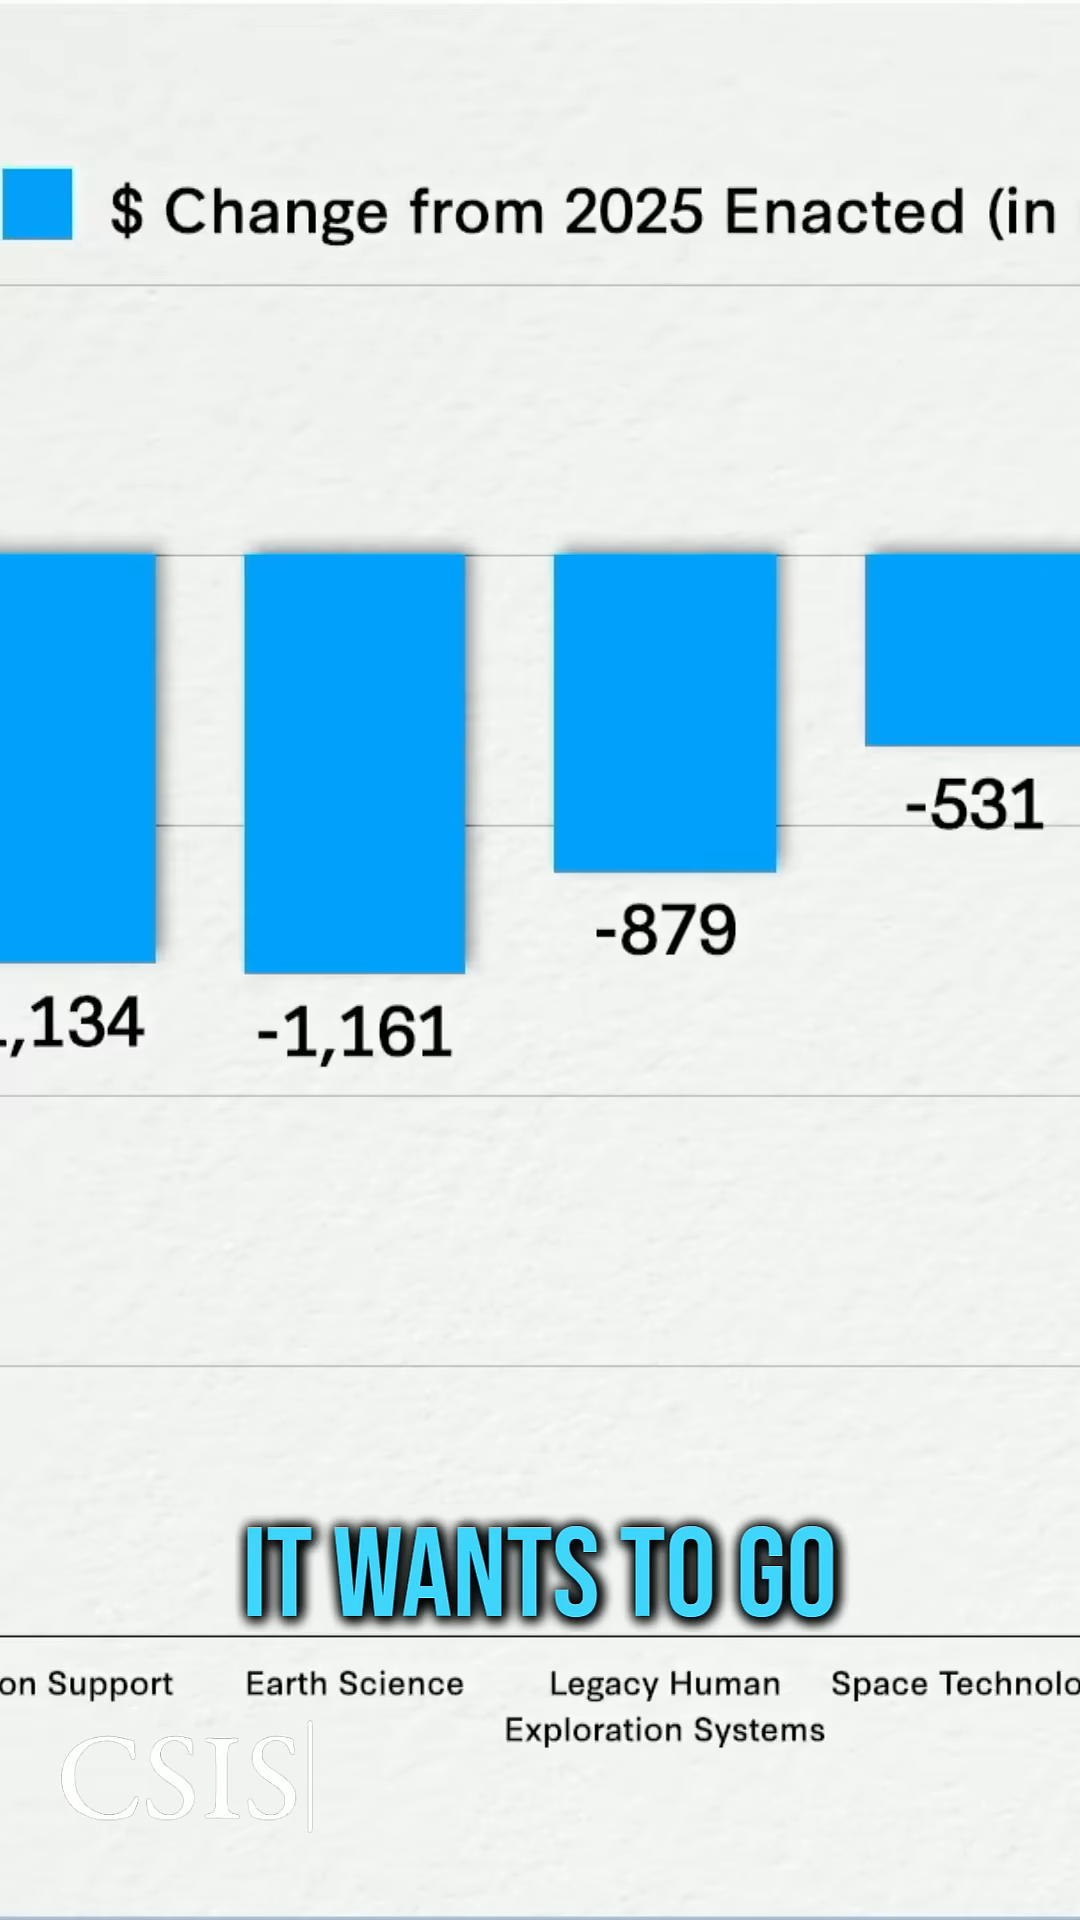 $ Change from 2025 Enacted (in
-531
-879
,134
-1,161
IT WANTS TO GO
on Support
Earth Science
Legacy Human
Exploration Systems
Space Technolo
CSIS